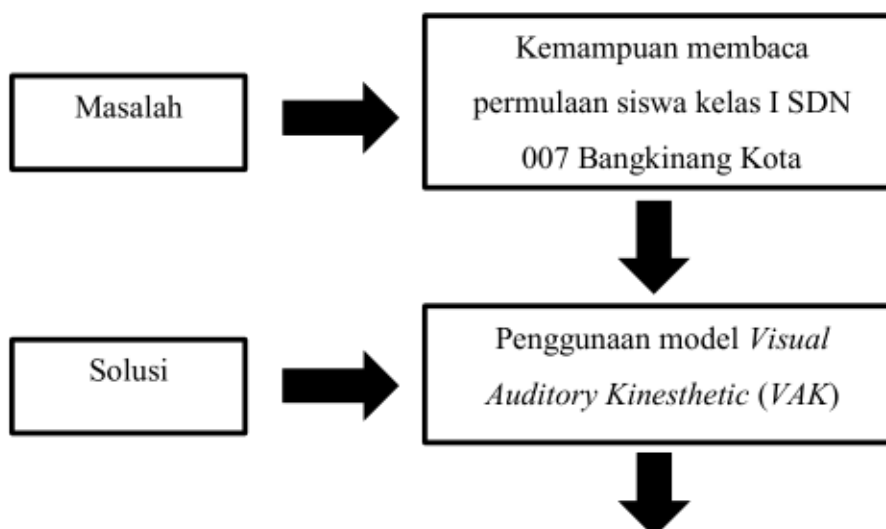 Masalah
Kemampuan membaca
permulaan siswa kelas I SDN
007 Bangkinang Kota
Solusi
Penggunaan model Visual
Auditory Kinesthetic (VAK)